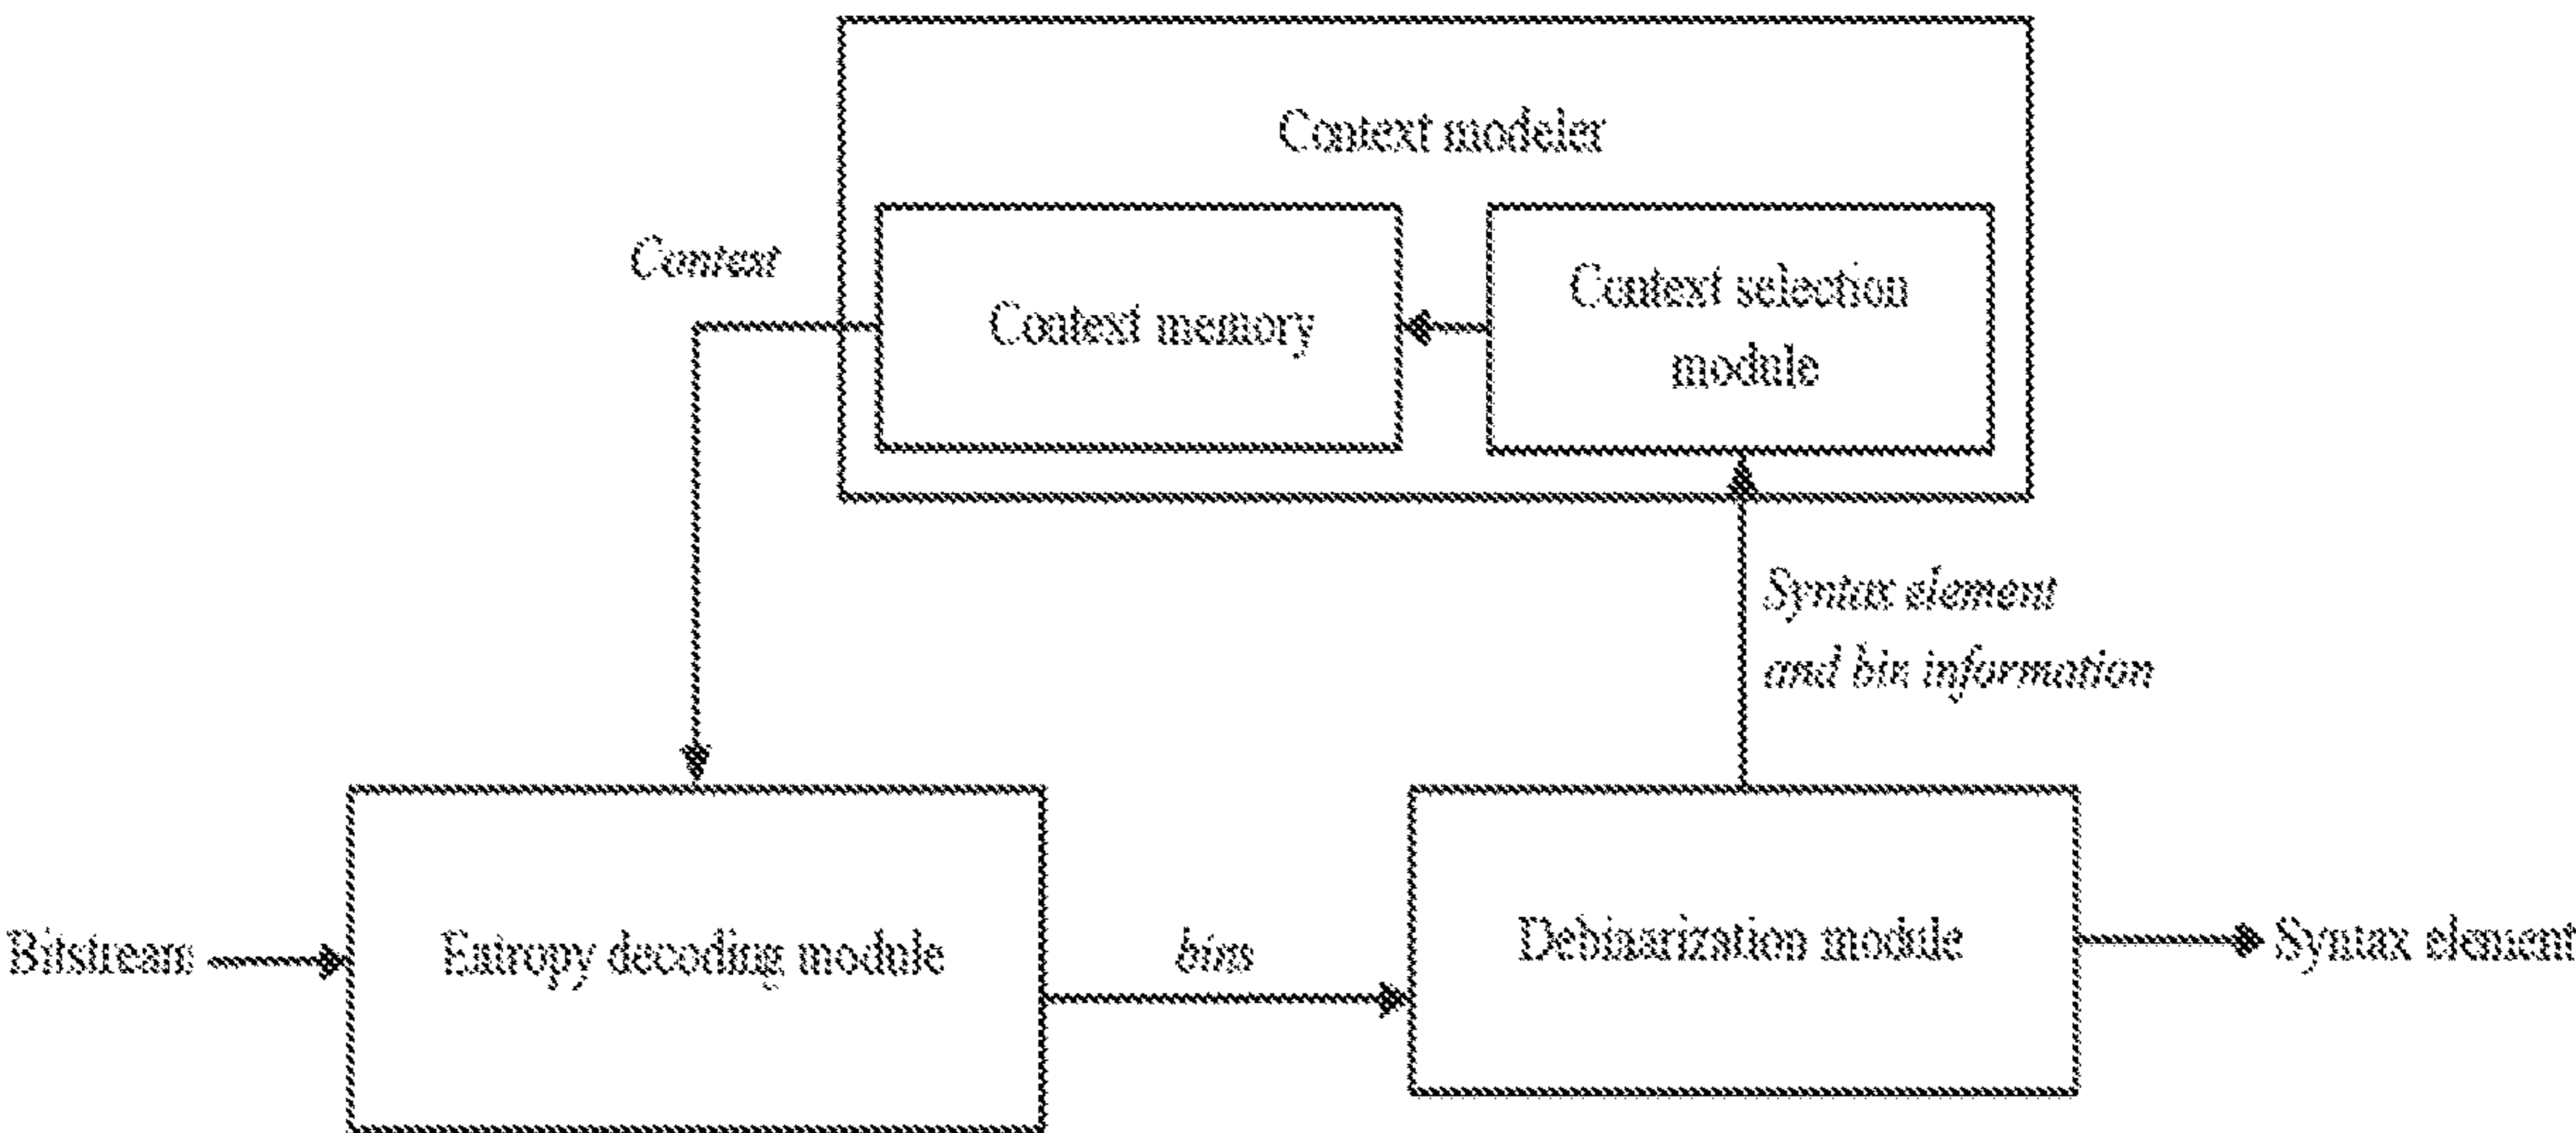 Context modeler
Context
Context memory
Context selection
module
Syntax element
and bin information
Bitstream
Entropy decoding module
bins
Debinarization module
Syntax element